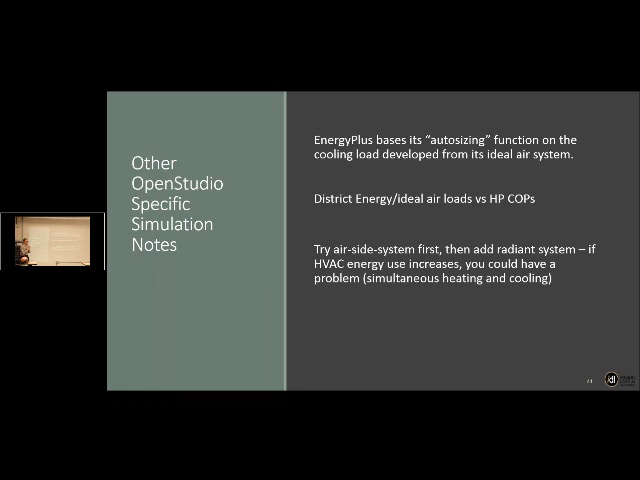 Other
OpenStudio
Specific
Simulation
Notes
EnergyPlus bases its “autosizing” function on the
cooling load developed from its ideal air system.
District Energy/ideal air loads vs HP COPs
Try air-side-system first, then add radiant system – if
HVAC energy use increases, you could have a
problem (simultaneous heating and cooling)
41
idl